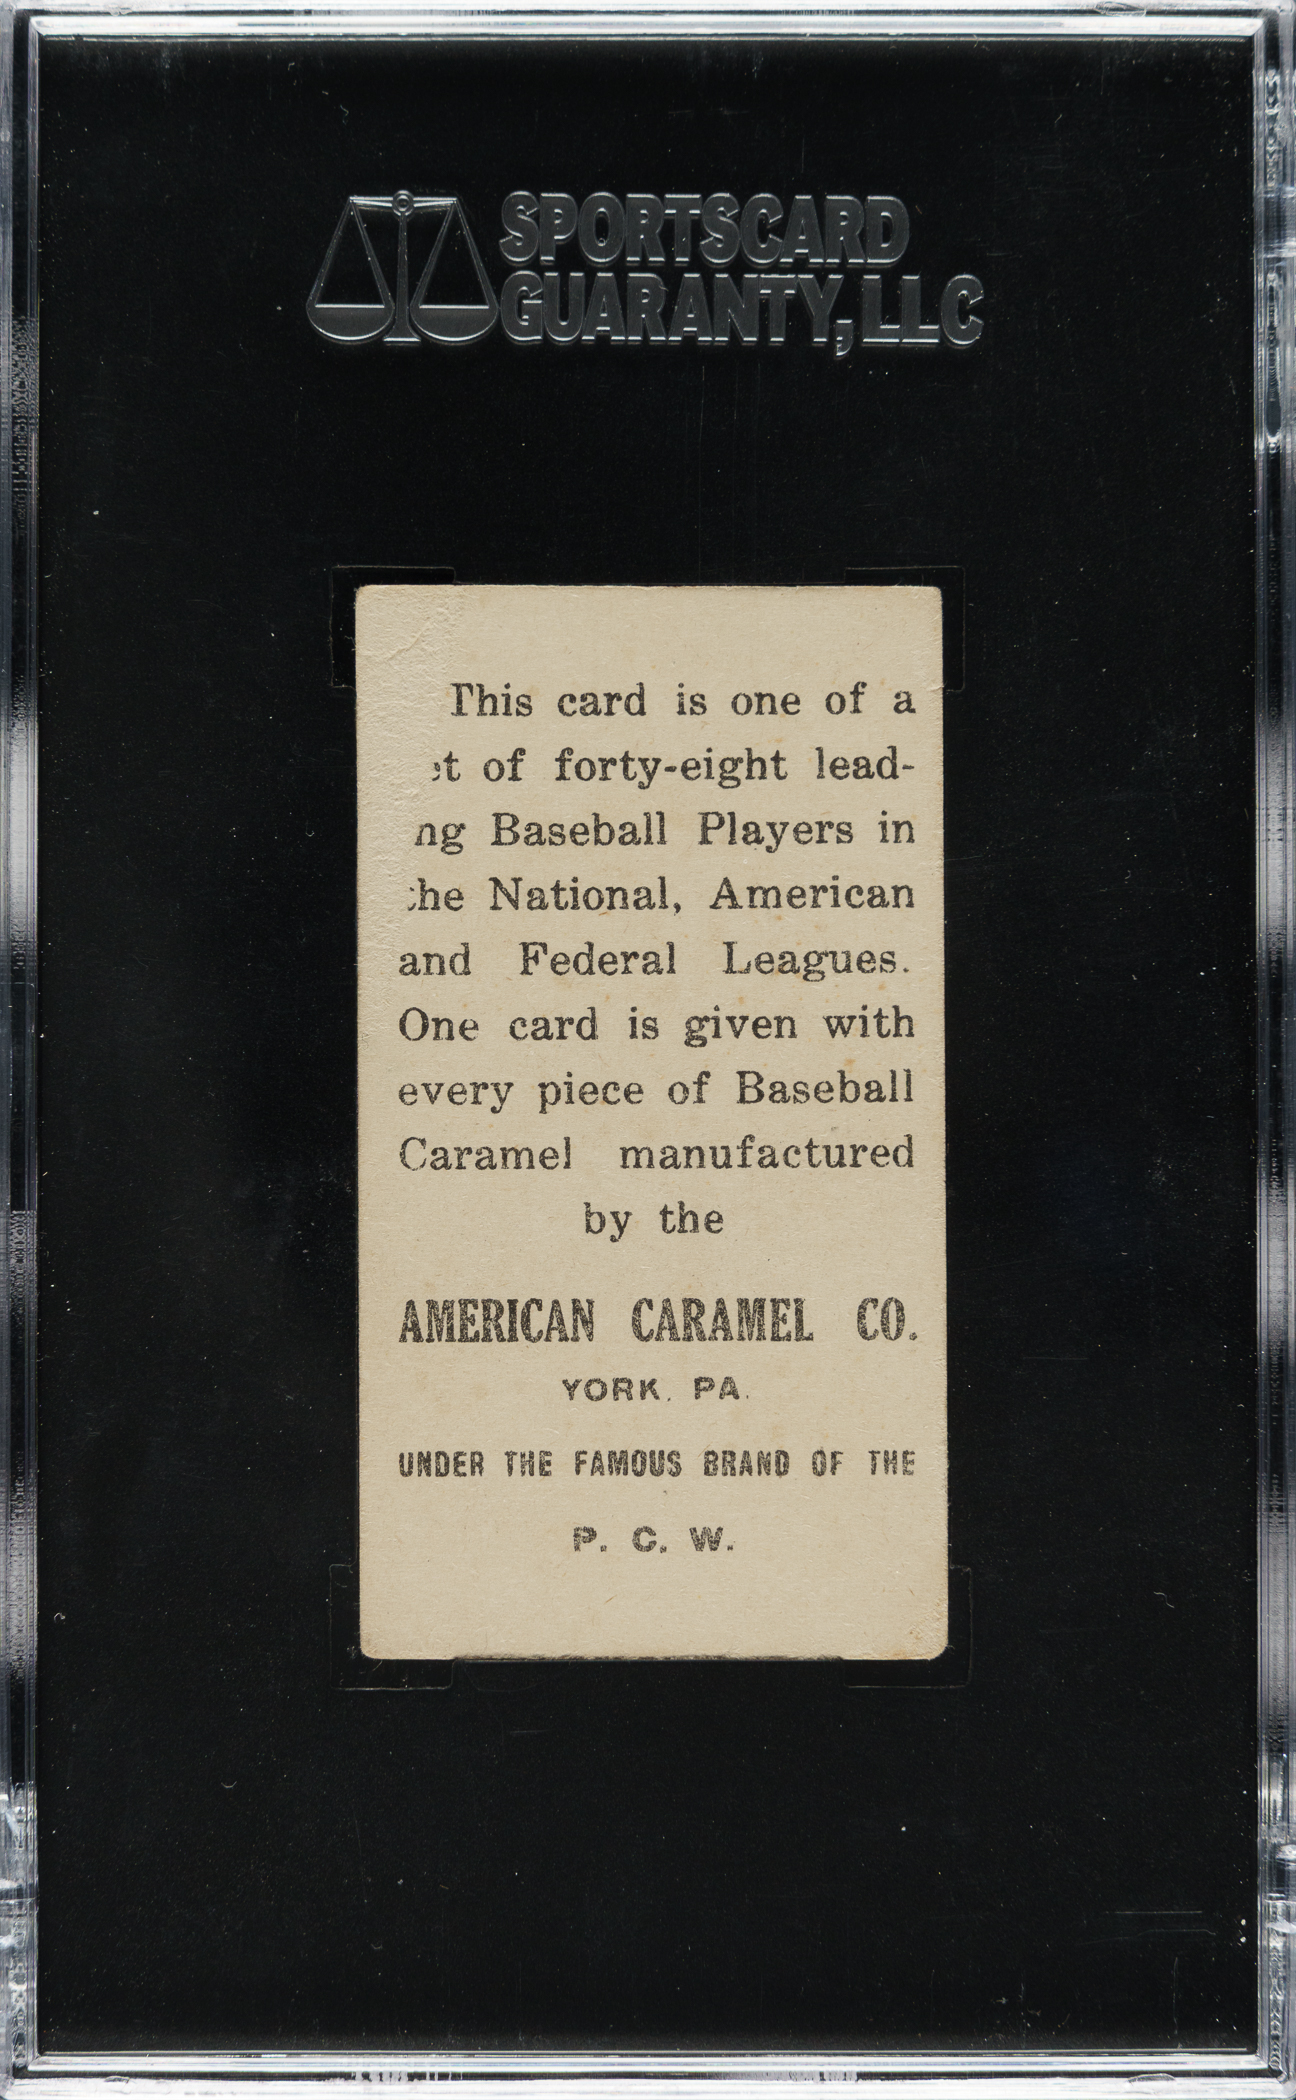 SPORTSCARD
GUARANTY, LLC
This card is one of a
et of forty-eight lead-
ng Baseball Players in
the National, American
and Federal Leagues.
One card is given with
every piece of Baseball
Caramel manufactured
by the
AMERICAN CARAMEL CO.
YORK, PA.
UNDER THE FAMOUS BRAND OF THE
P. C. W.